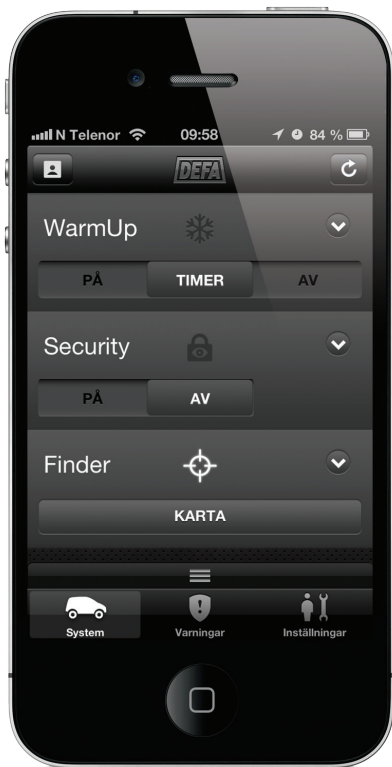 N Telenor 09:58 84 %
DEFA
WarmUp
PÅ TIMER AV
Security
PÅ AV
Finder
KARTA
System Varningar Inställningar